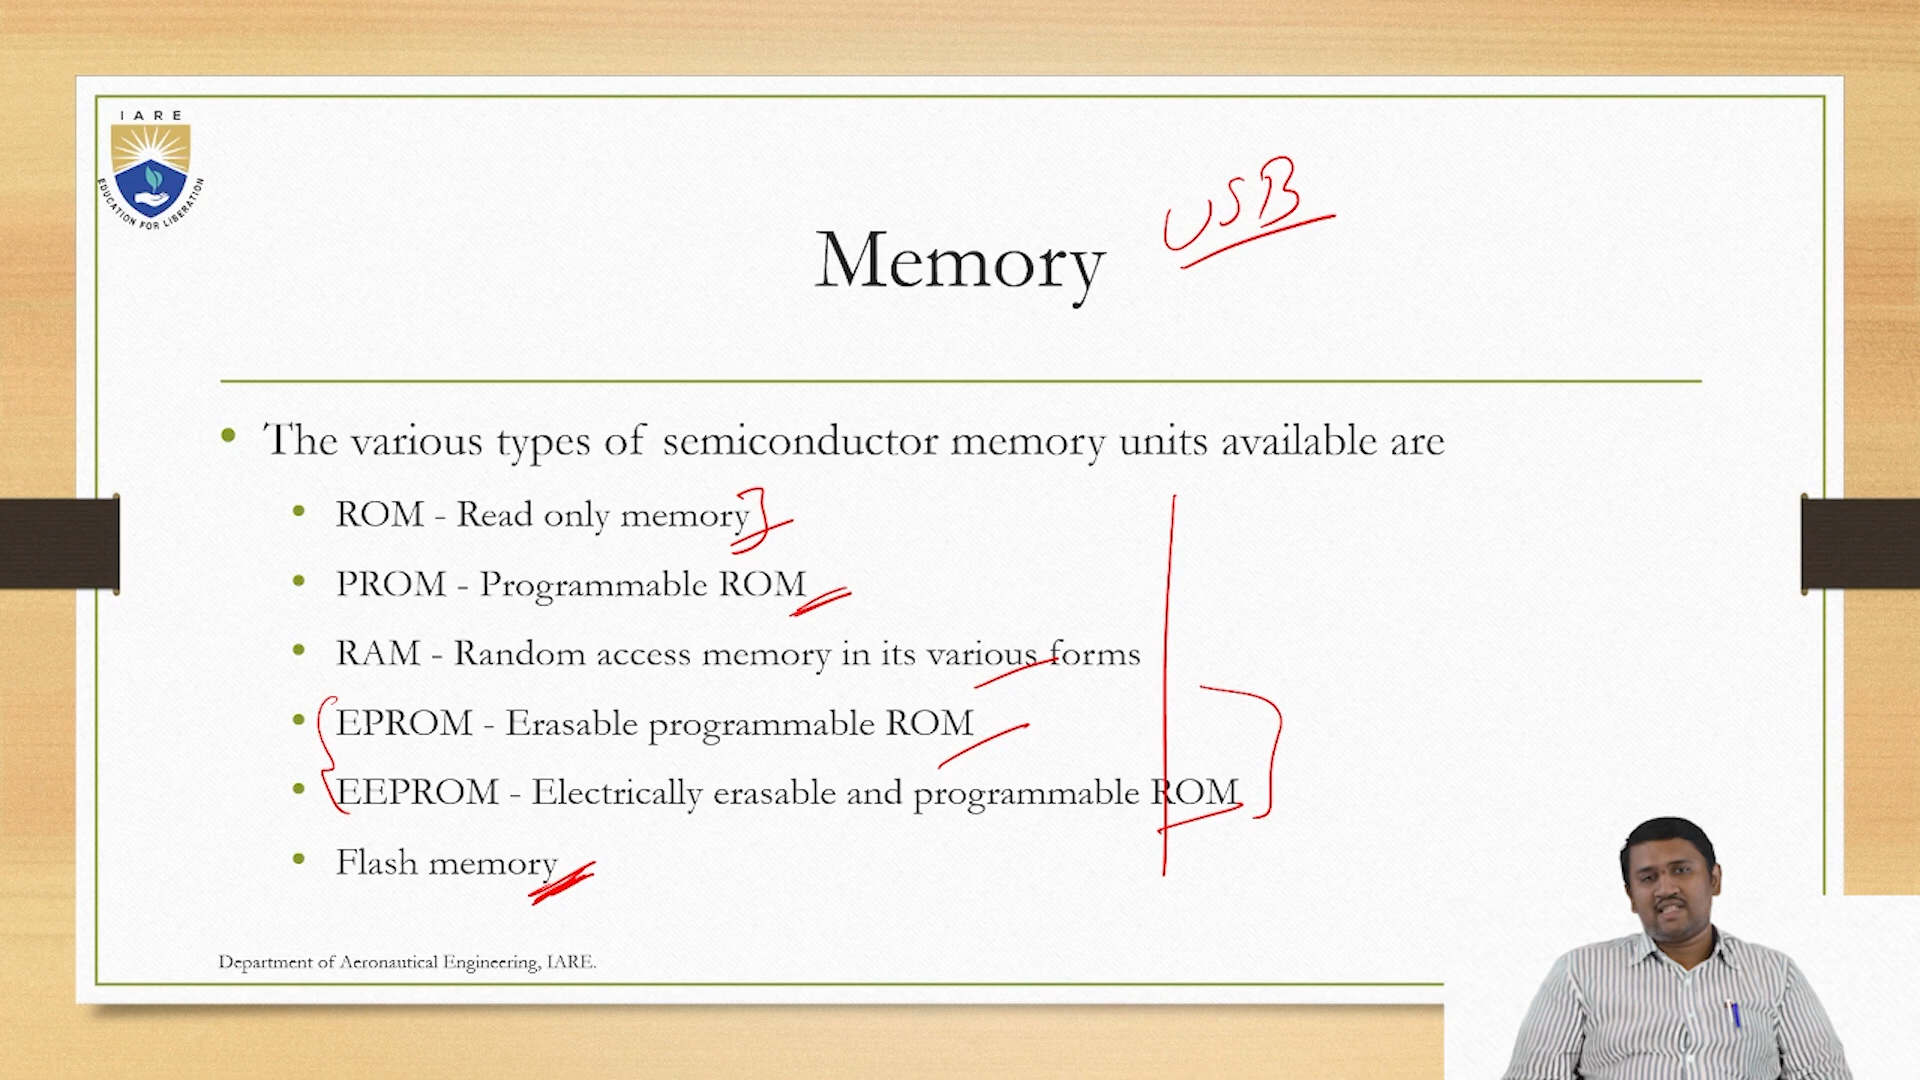 IARE
EDUCATION FOR LIBERATION
USB
Memory
• The various types of semiconductor memory units available are
• ROM - Read only memory
• PROM - Programmable ROM
• RAM - Random access memory in its various forms
• EPROM - Erasable programmable ROM
• EEPROM - Electrically erasable and programmable ROM
• Flash memory
Department of Aeronautical Engineering, IARE.